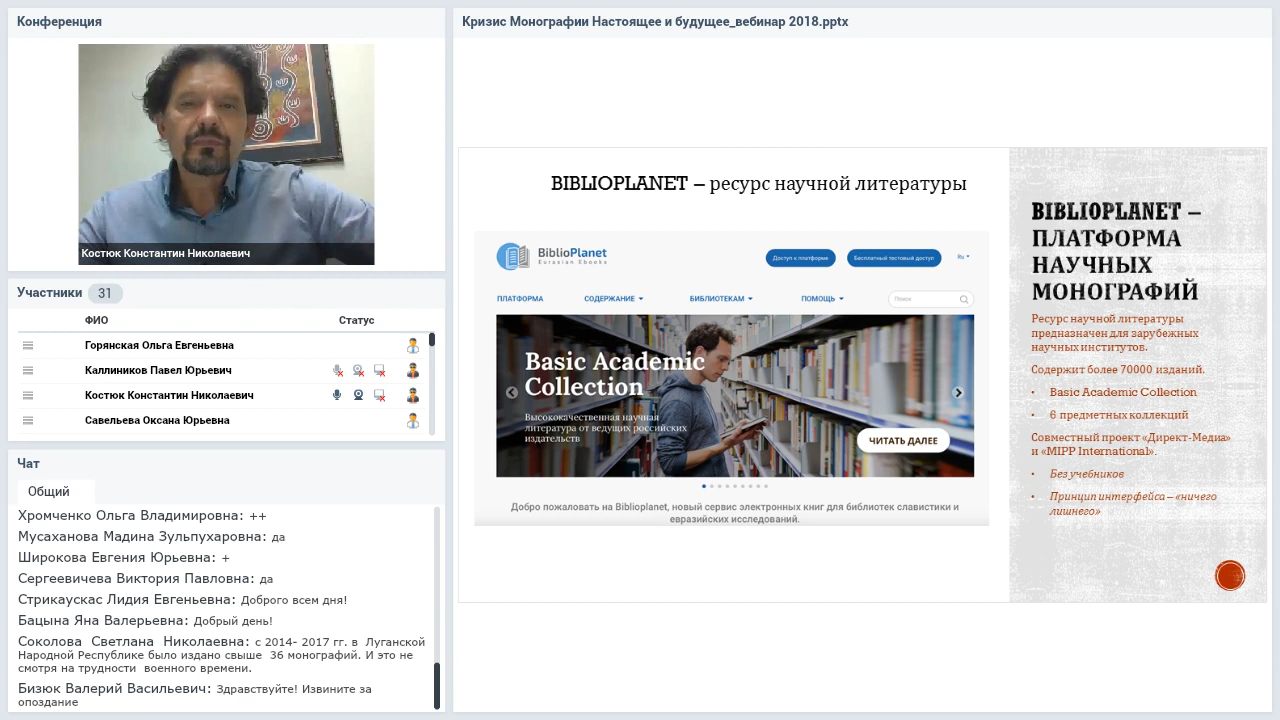 Конференция
Костюк Константин Николаевич
Участники 31
ФИО Статус
Горянская Ольга Евгеньевна
Каллиников Павел Юрьевич
Костюк Константин Николаевич
Савельева Оксана Юрьевна
Чат
Общий
Хромченко Ольга Владимировна: ++
Мусаханова Мадина Зульпухаровна: да
Широкова Евгения Юрьевна: +
Сергеевичева Виктория Павловна: да
Стрикаускас Лидия Евгеньевна: Доброго всем дня!
Бацына Яна Валерьевна: Добрый день!
Соколова Светлана Николаевна: с 2014- 2017 гг. в Луганской
Народной Республике было издано свыше 36 монографий. И это не
смотря на трудности военного времени.
Бизюк Валерий Васильевич: Здравствуйте! Извините за
опоздание
Кризис Монографии Настоящее и будущее_вебинар 2018.pptx
BIBLIOPLANET – ресурс научной литературы
BiblioPlanet
Eurasian Ebooks
Доступ к платформе
Бесплатный тестовый доступ
Ru
ПЛАТФОРМА СОДЕРЖАНИЕ БИБЛИОТЕКАМ ПОМОЩЬ Поиск
Basic Academic
Collection
Высококачественная научная
литература от ведущих российских
издательств
ЧИТАТЬ ДАЛЕЕ
Добро пожаловать на Biblioplanet, новый сервис электронных книг для библиотек славистики и
евразийских исследований.
BIBLIOPLANET –
ПЛАТФОРМА
НАУЧНЫХ
МОНОГРАФИЙ
Ресурс научной литературы
предназначен для зарубежных
научных институтов.
Содержит более 70000 изданий.
• Basic Academic Collection
• 6 предметных коллекций
Совместный проект «Директ-Медиа»
и «MIPP International».
• Без учебников
• Принцип интерфейса – «ничего
лишнего»